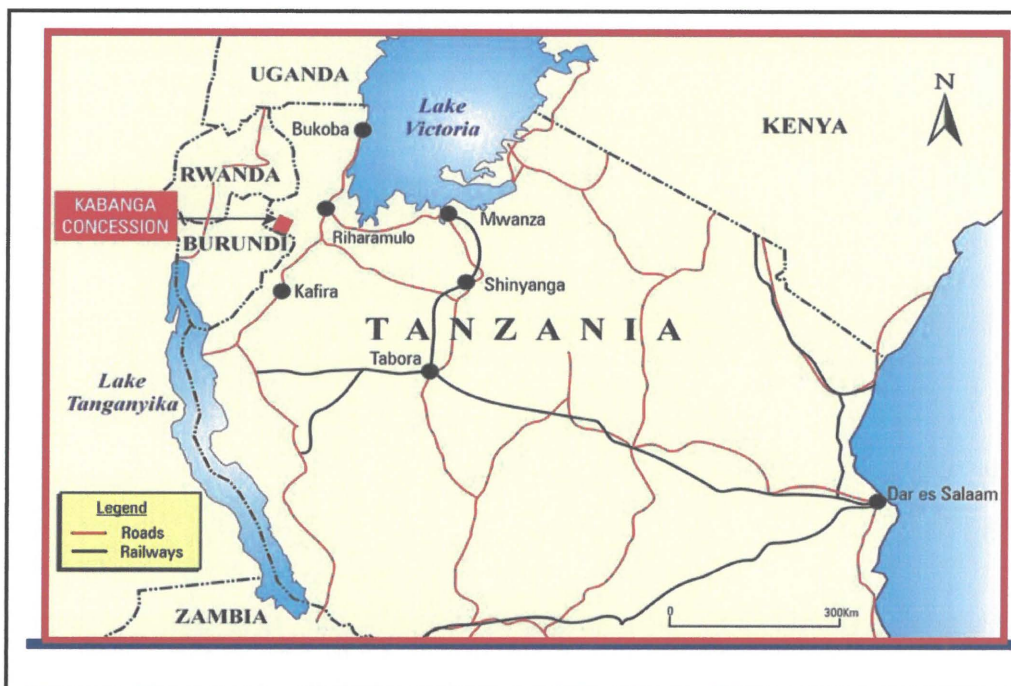 UGANDA
Lake
Victoria
N
KENYA
Bukoba
RWANDA
KABANGA
CONCESSION
BURUNDI
Riharamulo
Mwanza
Kafira
Shinyanga
TANZANIA
Tabora
Lake
Tanganyika
Dar es Salaam
Legend
Roads
Railways
ZAMBIA
0
300Km